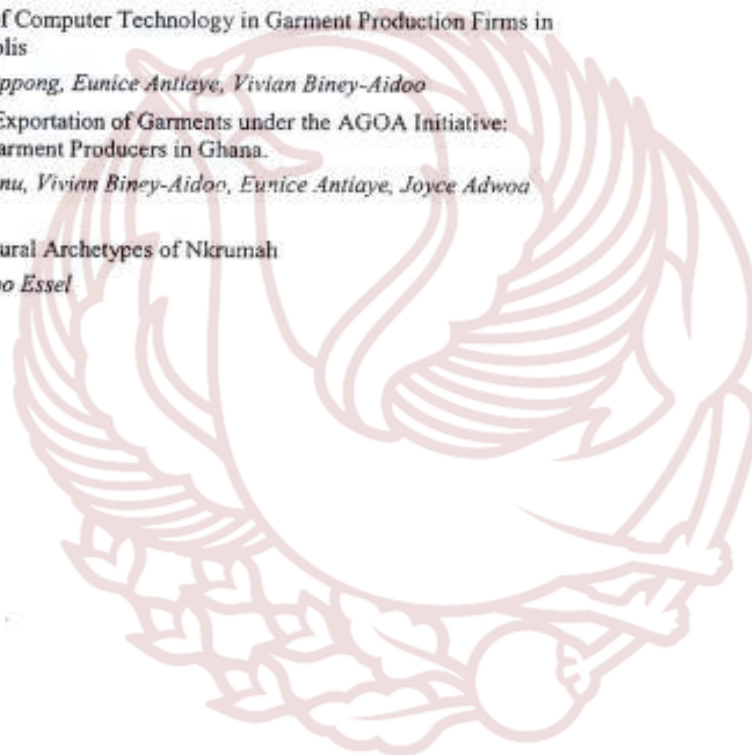 f Computer Technology in Garment Production Firms in
olis
ppong, Eunice Antiaye, Vivian Biney-Aidoo
Exportation of Garments under the AGOA Initiative:
arment Producers in Ghana.
nu, Vivian Biney-Aidoo, Eunice Antiaye, Joyce Adwoa
ural Archetypes of Nkrumah
o Essel